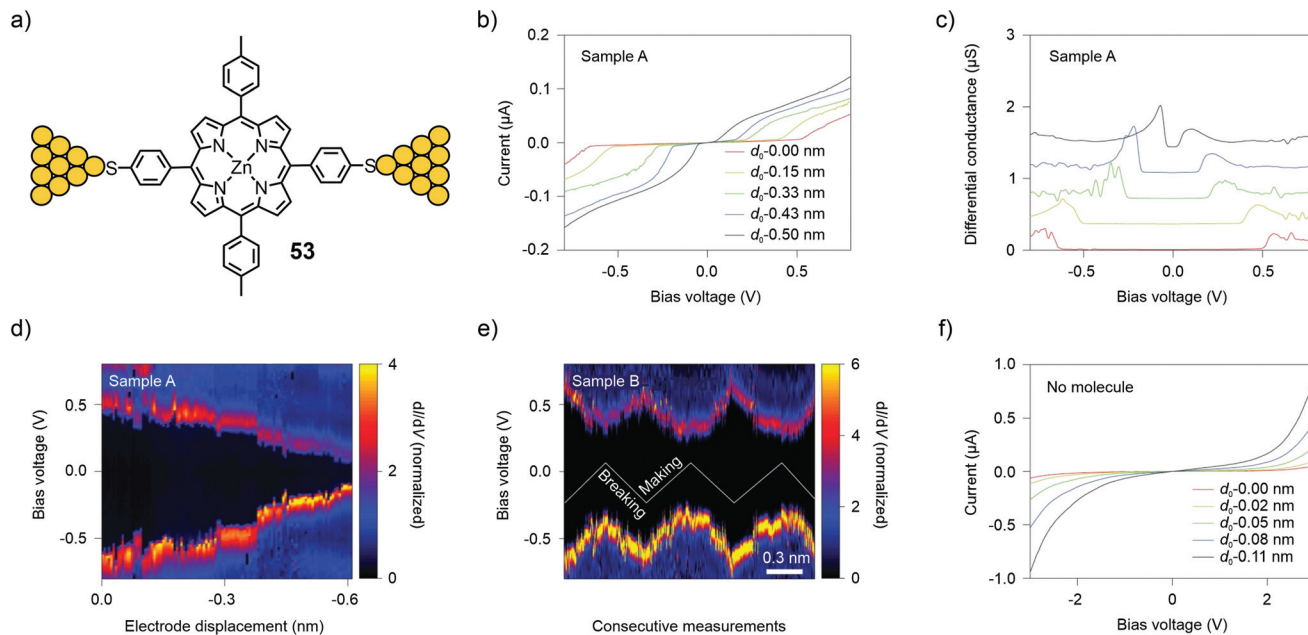 a)
S
N
N
N
N
Zn
S
53
b)
Sample A
Current (µA)
0.2
0.1
0.0
-0.1
-0.2
d₀-0.00 nm
d₀-0.15 nm
d₀-0.33 nm
d₀-0.43 nm
d₀-0.50 nm
-0.5
0.0
0.5
Bias voltage (V)
c)
Sample A
Differential conductance (µS)
3
2
1
0
-0.5
0.0
0.5
Bias voltage (V)
d)
Sample A
Bias voltage (V)
0.5
0.0
-0.5
0.0
-0.3
-0.6
Electrode displacement (nm)
4
2
0
dI/dV (normalized)
e)
Sample B
Bias voltage (V)
0.5
0.0
-0.5
Breaking
Making
0.3 nm
Consecutive measurements
6
4
2
0
dI/dV (normalized)
f)
No molecule
Current (µA)
1.0
0.5
0.0
-0.5
-1.0
d₀-0.00 nm
d₀-0.02 nm
d₀-0.05 nm
d₀-0.08 nm
d₀-0.11 nm
-2
0
2
Bias voltage (V)